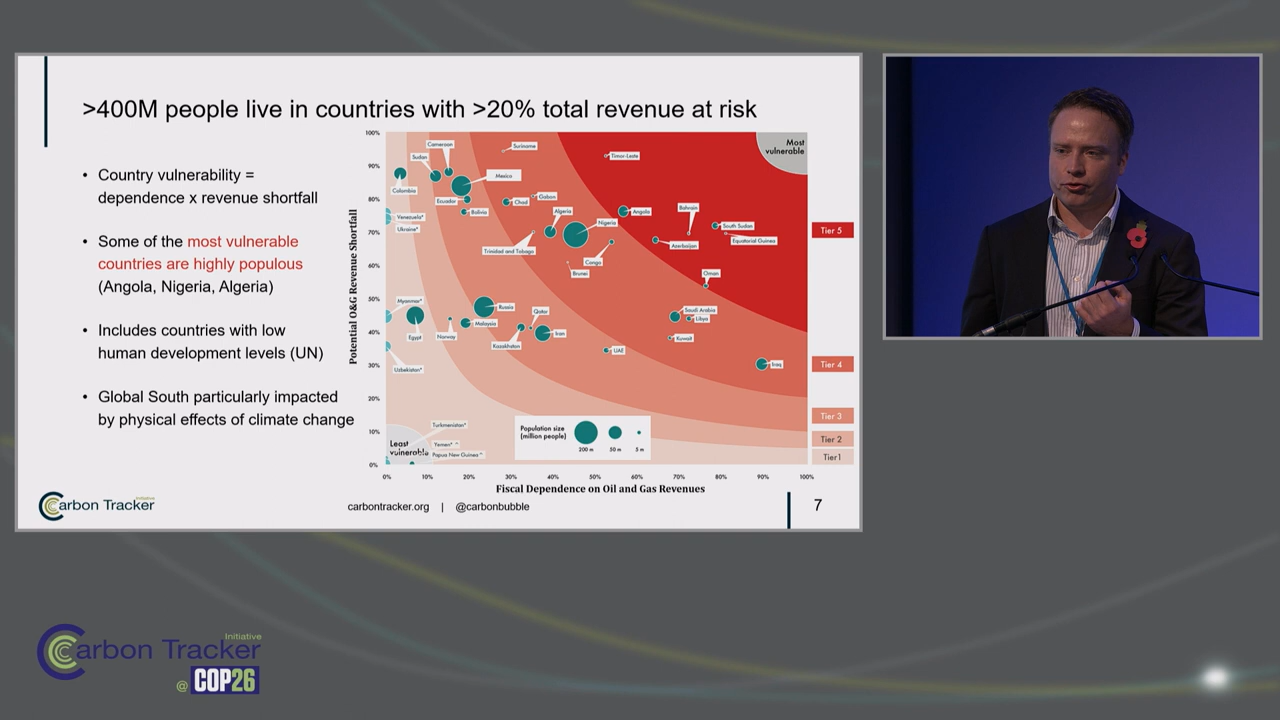 >400M people live in countries with >20% total revenue at risk
• Country vulnerability =
dependence x revenue shortfall
• Some of the most vulnerable
countries are highly populous
(Angola, Nigeria, Algeria)
• Includes countries with low
human development levels (UN)
• Global South particularly impacted
by physical effects of climate change
Potential O&G Revenue Shortfall
100%
90%
80%
70%
60%
50%
40%
30%
20%
10%
0%
Most
vulnerable
Cameroon
Suriname
Sudan
Timor-Leste
Mexico
Colombia
Ecuador
Chad
Gabon
Bolivia
Algeria
Nigeria
Angola
Bahrain
Venezuela*
Ukraine*
South Sudan
Equatorial Guinea
Azerbaijan
Trinidad and Tobago
Congo
Brunei
Oman
Myanmar*
Russia
Qatar
Saudi Arabia
Libya
Egypt
Norway
Malaysia
Kazakhstan
Iran
Kuwait
UAE
Uzbekistan*
Iraq
Turkmenistan*
Least
vulnerable
Yemen* ^
Papua New Guinea^
Population size
(million people)
200 m
50 m
5 m
Tier 5
Tier 4
Tier 3
Tier 2
Tier1
0%
10%
20%
30%
40%
50%
60%
70%
80%
90%
100%
Fiscal Dependence on Oil and Gas Revenues
Carbon Tracker
Initiative
carbontracker.org | @carbonbubble
7
Initiative
Carbon Tracker
@ COP26